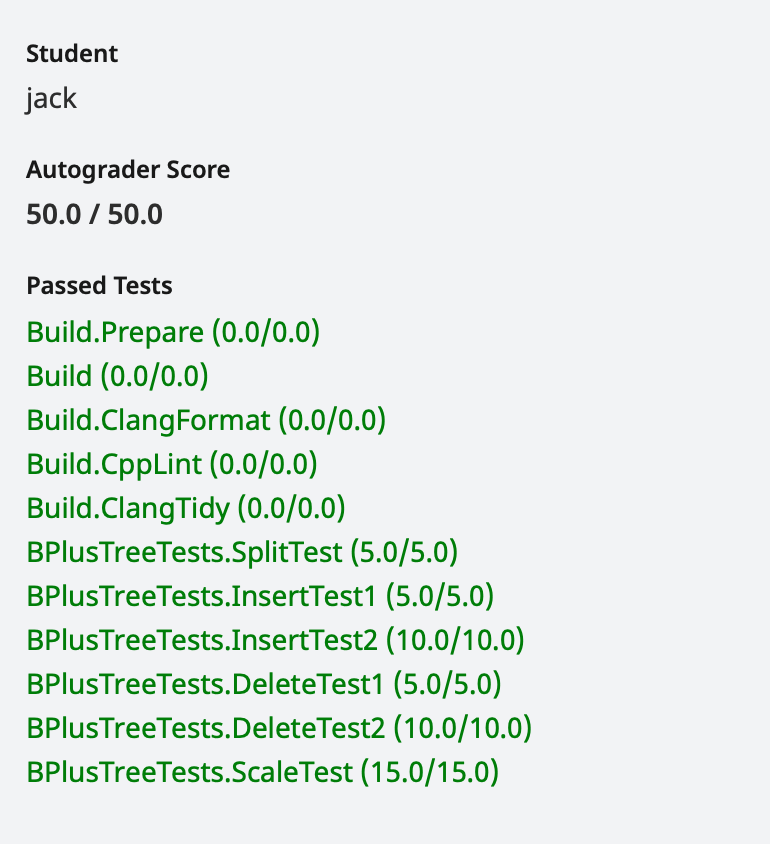 Student
jack
Autograder Score
50.0 / 50.0
Passed Tests
Build.Prepare (0.0/0.0)
Build (0.0/0.0)
Build.ClangFormat (0.0/0.0)
Build.CppLint (0.0/0.0)
Build.ClangTidy (0.0/0.0)
BPlusTreeTests.SplitTest (5.0/5.0)
BPlusTreeTests.InsertTest1 (5.0/5.0)
BPlusTreeTests.InsertTest2 (10.0/10.0)
BPlusTreeTests.DeleteTest1 (5.0/5.0)
BPlusTreeTests.DeleteTest2 (10.0/10.0)
BPlusTreeTests.ScaleTest (15.0/15.0)